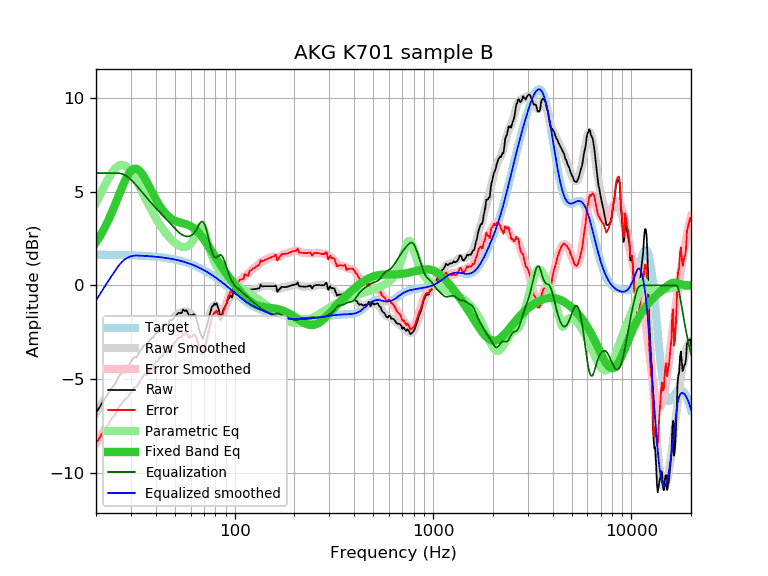 AKG K701 sample B
Amplitude (dBr)
10
5
0
−5
−10
Target
Raw Smoothed
Error Smoothed
Raw
Error
Parametric Eq
Fixed Band Eq
Equalization
Equalized smoothed
100 1000 10000
Frequency (Hz)